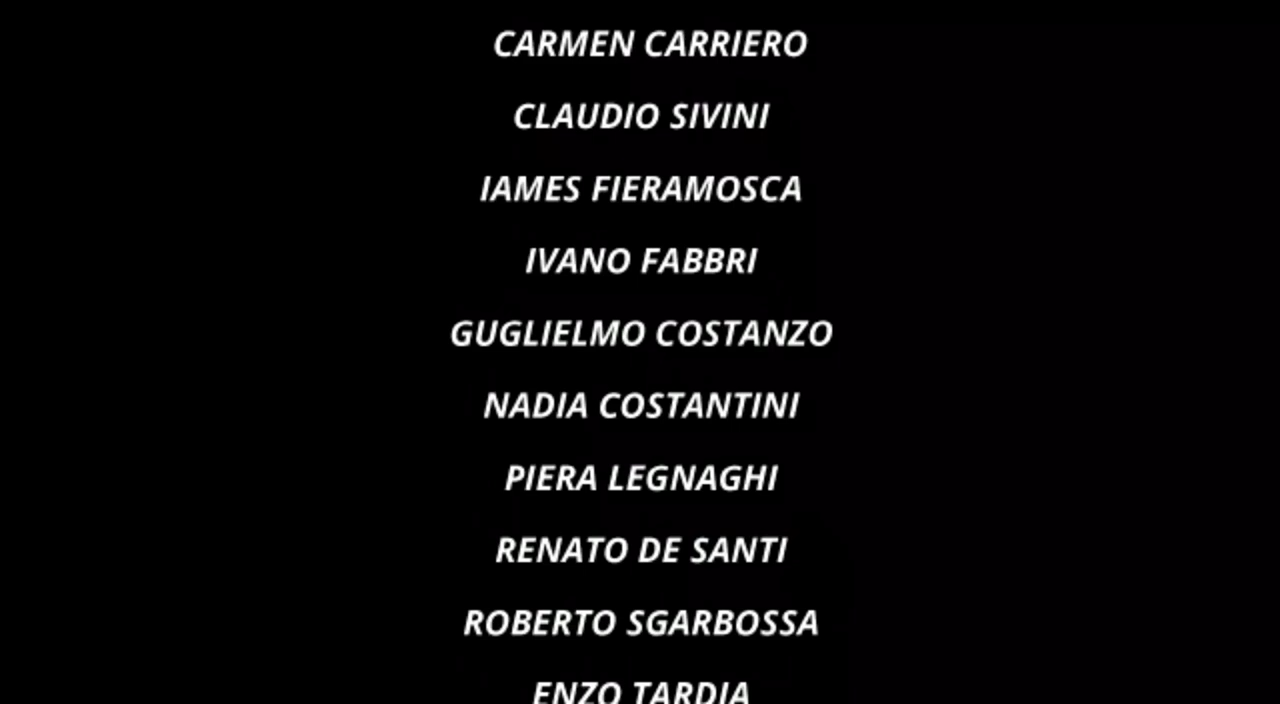 CARMEN CARRIERO
CLAUDIO SIVINI
IAMES FIERAMOSCA
IVANO FABBRI
GUGLIELMO COSTANZO
NADIA COSTANTINI
PIERA LEGNAGHI
RENATO DE SANTI
ROBERTO SGARBOSSA
ENZO TARDIA